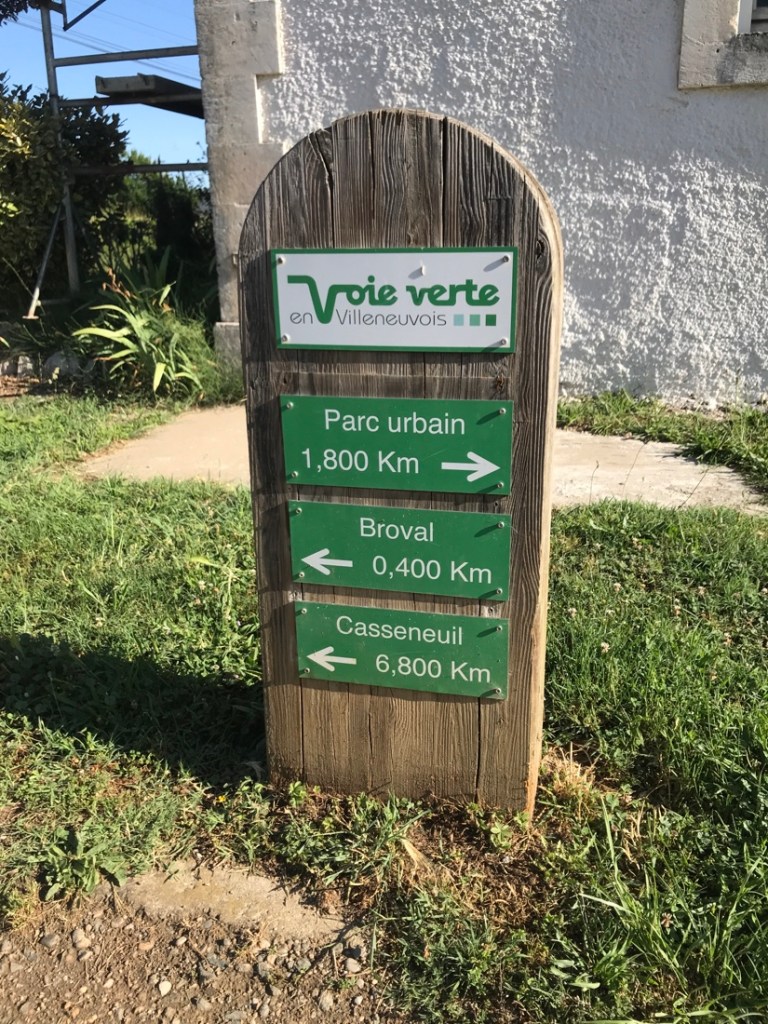 Voie verte
en Villeneuvois
Parc urbain
1,800 Km →
Broval
← 0,400 Km
Casseneuil
← 6,800 Km